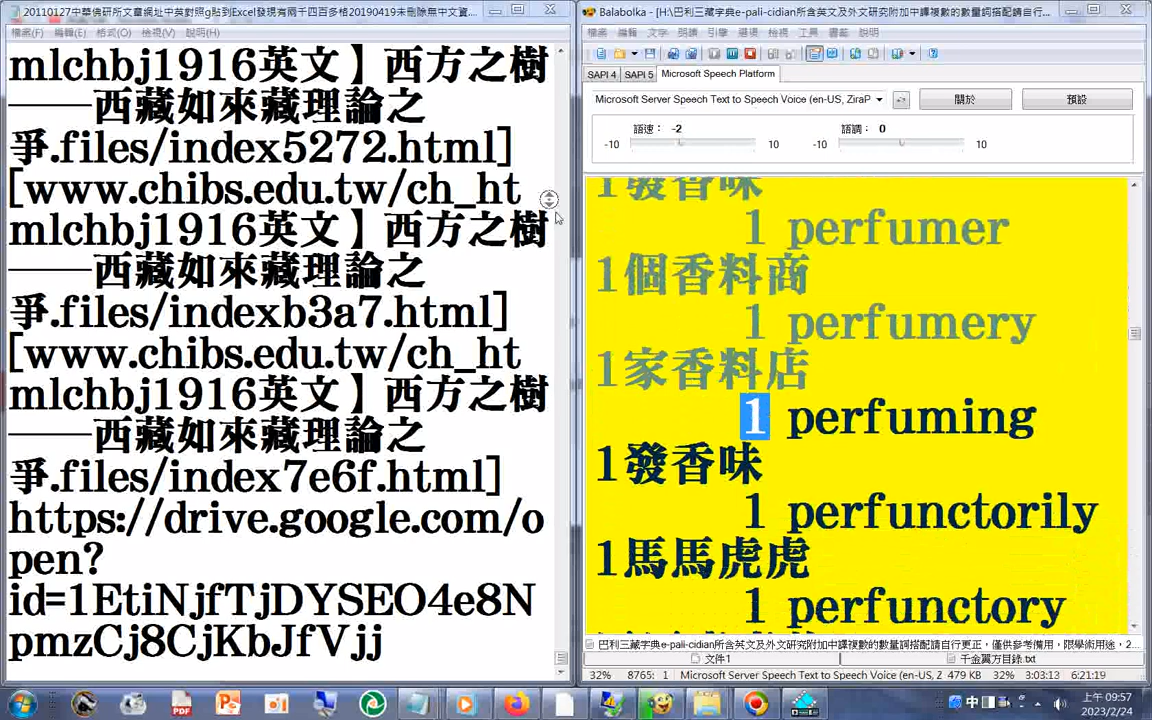 20110127中華佛研所文章網址中英對照g貼到Excel發現有兩千四百多格20190419未刪除無中文資...
檔案(F) 編輯(E) 格式(O) 檢視(V) 說明(H)
mlchbj1916英文】西方之樹
——西藏如來藏理論之
爭.files/index5272.html]
[www.chibs.edu.tw/ch_ht
mlchbj1916英文】西方之樹
——西藏如來藏理論之
爭.files/indexb3a7.html]
[www.chibs.edu.tw/ch_ht
mlchbj1916英文】西方之樹
——西藏如來藏理論之
爭.files/index7e6f.html]
https://drive.google.com/o
pen?
id=1EtiNjfTjDYSEO4e8N
pmzCj8CjKbJfVjj
Balabolka - [H:\巴利三藏字典e-pali-cidian所含英文及外文研究附加中譯複數的數量詞搭配請自行...
檔案 編輯 文字 朗讀 引擎 選項 檢視 工具 書籤 說明
SAPI 4 SAPI 5 Microsoft Speech Platform
Microsoft Server Speech Text to Speech Voice (en-US, ZiraP
關於 預設
語速： -2 語調： 0
-10 10 -10 10
1發香味
1 perfumer
1個香料商
1 perfumery
1家香料店
1 perfuming
1發香味
1 perfunctorily
1馬馬虎虎
1 perfunctory
巴利三藏字典e-pali-cidian所含英文及外文研究附加中譯複數的數量詞搭配請自行更正，僅供參考備用，限學術用途，2...
文件1 千金翼方目錄.txt
32% 8765: 1 Microsoft Server Speech Text to Speech Voice (en-US, 32% 479 KB 3:03:13 6:21:19
中
上午 09:57
2023/2/24